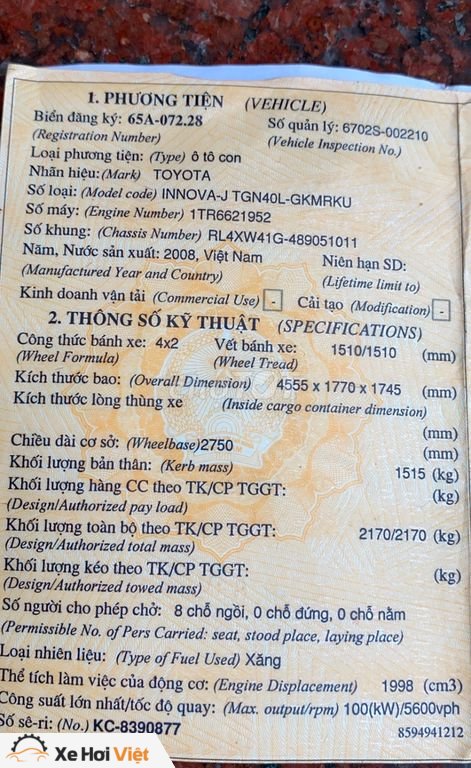 1. PHƯƠNG TIỆN (VEHICLE)
Biển đăng ký: 65A-072.28 Số quản lý: 6702S-002210
(Registration Number) (Vehicle Inspection No.)
Loại phương tiện: (Type) ô tô con
Nhãn hiệu: (Mark) TOYOTA
Số loại: (Model code) INNOVA-J TGN40L-GKMRKU
Số máy: (Engine Number) 1TR6621952
Số khung: (Chassis Number) RL4XW41G-489051011
Năm, Nước sản xuất: 2008, Việt Nam Niên hạn SD:
(Manufactured Year and Country) (Lifetime limit to)
Kinh doanh vận tải (Commercial Use) - Cải tạo (Modification) -
2. THÔNG SỐ KỸ THUẬT (SPECIFICATIONS)
Công thức bánh xe: 4x2 Vết bánh xe: 1510/1510 (mm)
(Wheel Formula) (Wheel Tread)
Kích thước bao: (Overall Dimension) 4555 x 1770 x 1745 (mm)
Kích thước lòng thùng xe (Inside cargo container dimension)
(mm)
Chiều dài cơ sở: (Wheelbase) 2750 (mm)
Khối lượng bản thân: (Kerb mass) 1515 (kg)
Khối lượng hàng CC theo TK/CP TGGT: (kg)
(Design/Authorized pay load)
Khối lượng toàn bộ theo TK/CP TGGT: 2170/2170 (kg)
(Design/Authorized total mass)
Khối lượng kéo theo TK/CP TGGT: (kg)
(Design/Authorized towed mass)
Số người cho phép chở: 8 chỗ ngồi, 0 chỗ đứng, 0 chỗ nằm
(Permissible No. of Pers Carried: seat, stood place, laying place)
Loại nhiên liệu: (Type of Fuel Used) Xăng
Thể tích làm việc của động cơ: (Engine Displacement) 1998 (cm3)
Công suất lớn nhất/tốc độ quay: (Max. output/rpm) 100(kW)/5600vph
Số sê-ri: (No.) KC-8390877 8594941212
Xe Hơi Việt